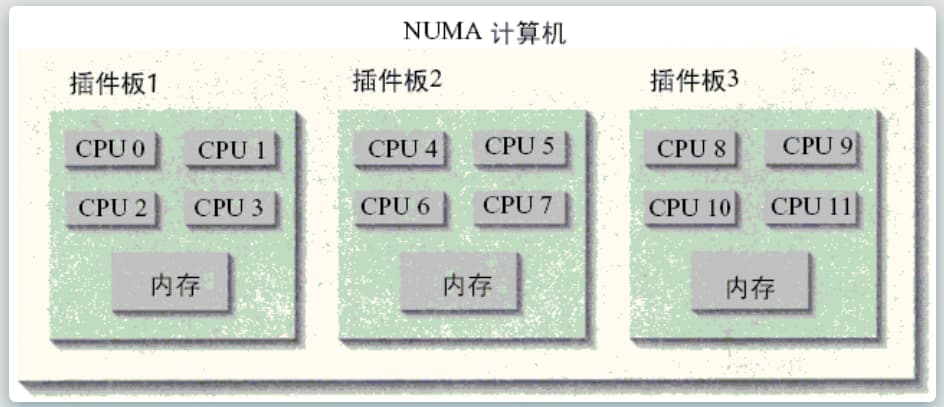 NUMA 计算机
插件板1
插件板2
插件板3
CPU 0
CPU 1
CPU 4
CPU 5
CPU 8
CPU 9
CPU 2
CPU 3
CPU 6
CPU 7
CPU 10
CPU 11
内存
内存
内存